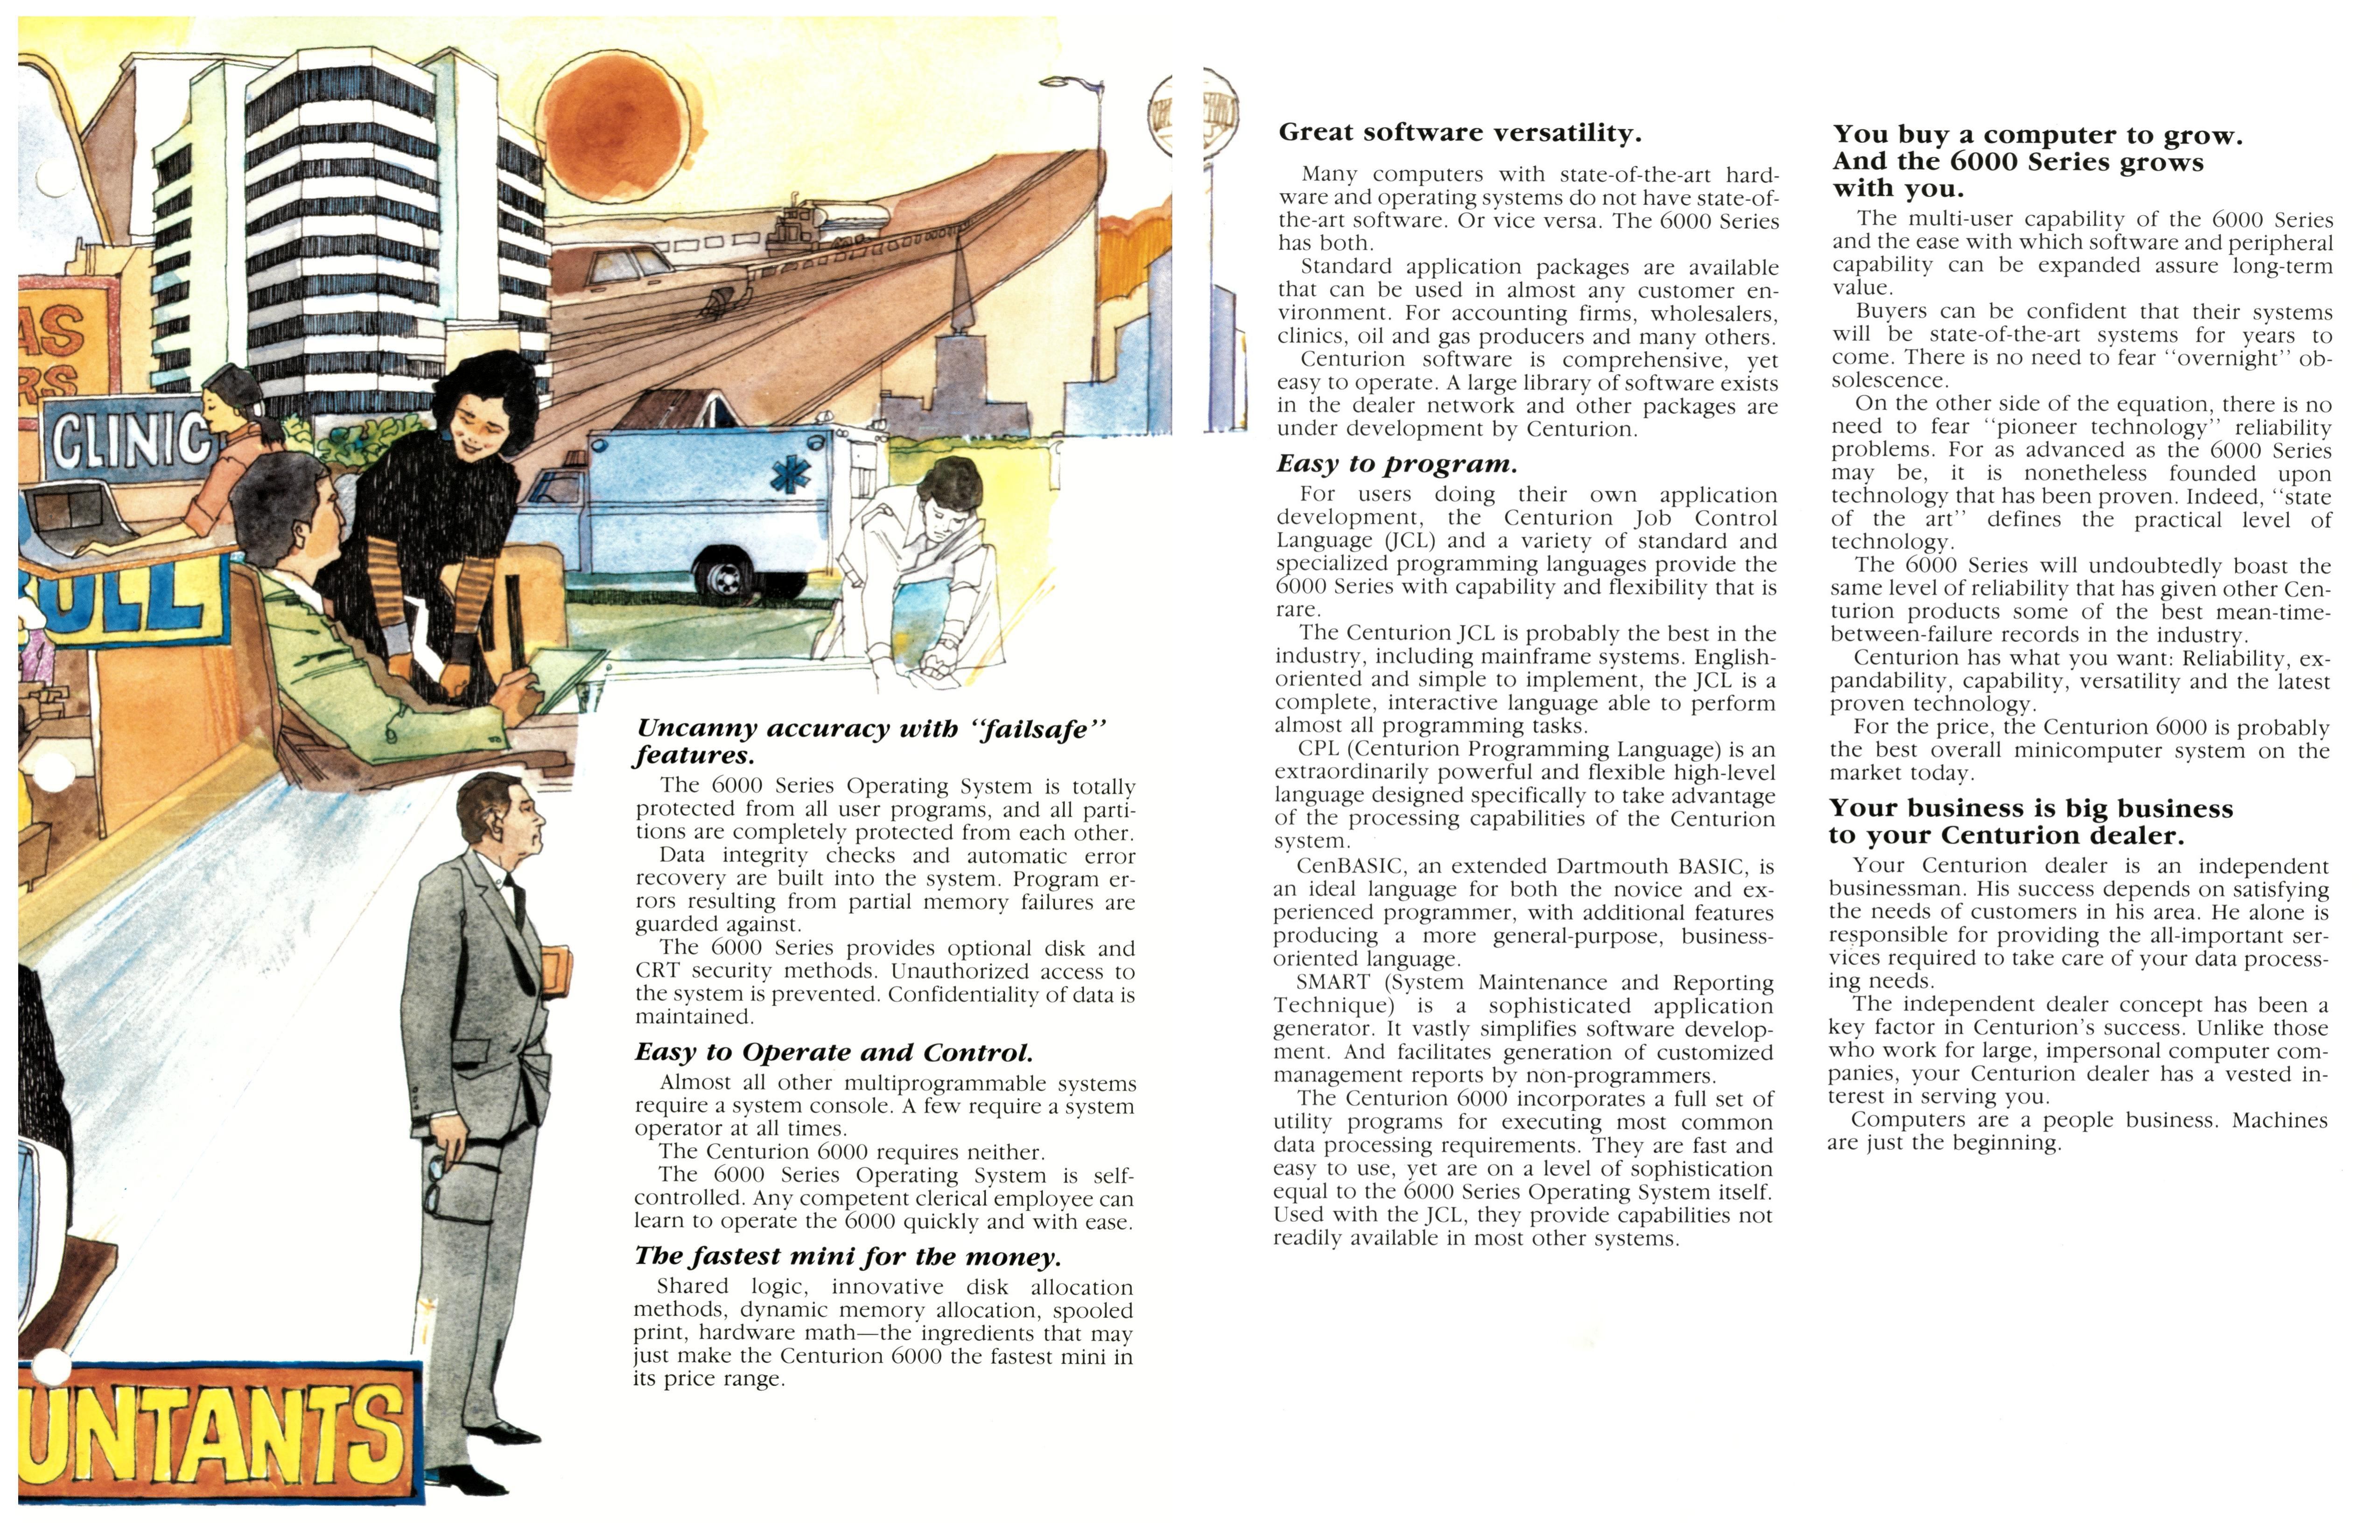 AS
RS
CLINIC
ULL
UNTANTS
Uncanny accuracy with “failsafe”
features.
The 6000 Series Operating System is totally
protected from all user programs, and all parti-
tions are completely protected from each other.
Data integrity checks and automatic error
recovery are built into the system. Program er-
rors resulting from partial memory failures are
guarded against.
The 6000 Series provides optional disk and
CRT security methods. Unauthorized access to
the system is prevented. Confidentiality of data is
maintained.
Easy to Operate and Control.
Almost all other multiprogrammable systems
require a system console. A few require a system
operator at all times.
The Centurion 6000 requires neither.
The 6000 Series Operating System is self-
controlled. Any competent clerical employee can
learn to operate the 6000 quickly and with ease.
The fastest mini for the money.
Shared logic, innovative disk allocation
methods, dynamic memory allocation, spooled
print, hardware math—the ingredients that may
just make the Centurion 6000 the fastest mini in
its price range.
Great software versatility.
Many computers with state-of-the-art hard-
ware and operating systems do not have state-of-
the-art software. Or vice versa. The 6000 Series
has both.
Standard application packages are available
that can be used in almost any customer en-
vironment. For accounting firms, wholesalers,
clinics, oil and gas producers and many others.
Centurion software is comprehensive, yet
easy to operate. A large library of software exists
in the dealer network and other packages are
under development by Centurion.
Easy to program.
For users doing their own application
development, the Centurion Job Control
Language (JCL) and a variety of standard and
specialized programming languages provide the
6000 Series with capability and flexibility that is
rare.
The Centurion JCL is probably the best in the
industry, including mainframe systems. English-
oriented and simple to implement, the JCL is a
complete, interactive language able to perform
almost all programming tasks.
CPL (Centurion Programming Language) is an
extraordinarily powerful and flexible high-level
language designed specifically to take advantage
of the processing capabilities of the Centurion
system.
CenBASIC, an extended Dartmouth BASIC, is
an ideal language for both the novice and ex-
perienced programmer, with additional features
producing a more general-purpose, business-
oriented language.
SMART (System Maintenance and Reporting
Technique) is a sophisticated application
generator. It vastly simplifies software develop-
ment. And facilitates generation of customized
management reports by non-programmers.
The Centurion 6000 incorporates a full set of
utility programs for executing most common
data processing requirements. They are fast and
easy to use, yet are on a level of sophistication
equal to the 6000 Series Operating System itself.
Used with the JCL, they provide capabilities not
readily available in most other systems.
You buy a computer to grow.
And the 6000 Series grows
with you.
The multi-user capability of the 6000 Series
and the ease with which software and peripheral
capability can be expanded assure long-term
value.
Buyers can be confident that their systems
will be state-of-the-art systems for years to
come. There is no need to fear “overnight” ob-
solescence.
On the other side of the equation, there is no
need to fear “pioneer technology” reliability
problems. For as advanced as the 6000 Series
may be, it is nonetheless founded upon
technology that has been proven. Indeed, “state
of the art” defines the practical level of
technology.
The 6000 Series will undoubtedly boast the
same level of reliability that has given other Cen-
turion products some of the best mean-time-
between-failure records in the industry.
Centurion has what you want: Reliability, ex-
pandability, capability, versatility and the latest
proven technology.
For the price, the Centurion 6000 is probably
the best overall minicomputer system on the
market today.
Your business is big business
to your Centurion dealer.
Your Centurion dealer is an independent
businessman. His success depends on satisfying
the needs of customers in his area. He alone is
responsible for providing the all-important ser-
vices required to take care of your data process-
ing needs.
The independent dealer concept has been a
key factor in Centurion’s success. Unlike those
who work for large, impersonal computer com-
panies, your Centurion dealer has a vested in-
terest in serving you.
Computers are a people business. Machines
are just the beginning.